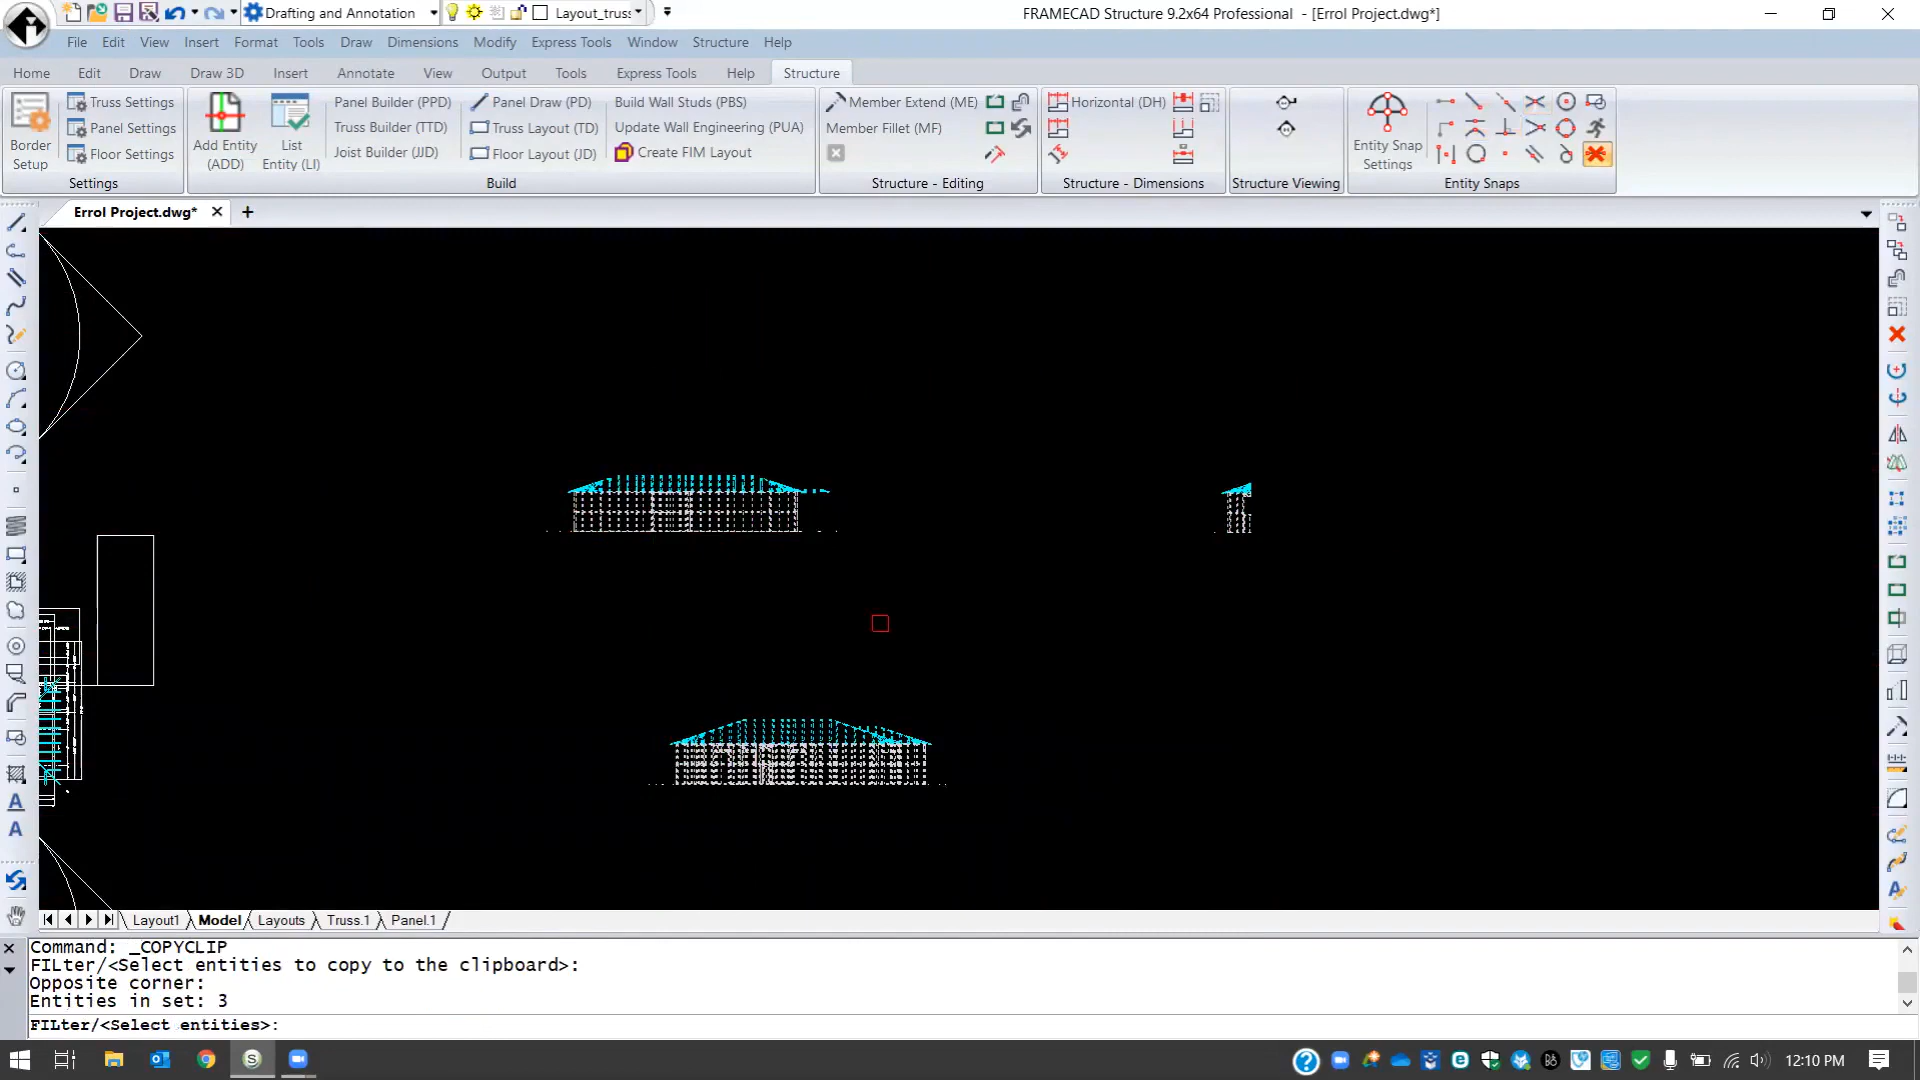 Drafting and Annotation
Layout_truss
FRAMECAD Structure 9.2x64 Professional - [Errol Project.dwg*]
File Edit View Insert Format Tools Draw Dimensions Modify Express Tools Window Structure Help
Home Edit Draw Draw 3D Insert Annotate View Output Tools Express Tools Help Structure
Border Setup
Truss Settings
Panel Settings
Floor Settings
Settings
Add Entity (ADD)
List Entity (LI)
Panel Builder (PPD)
Truss Builder (TTD)
Joist Builder (JJD)
Panel Draw (PD)
Truss Layout (TD)
Floor Layout (JD)
Build Wall Studs (PBS)
Update Wall Engineering (PUA)
Create FIM Layout
Build
Member Extend (ME)
Member Fillet (MF)
Structure - Editing
Horizontal (DH)
Structure - Dimensions
Structure Viewing
Entity Snap Settings
Entity Snaps
Errol Project.dwg*
Layout1 Model Layouts Truss.1 Panel.1
Command: _COPYCLIP
FILter/<Select entities to copy to the clipboard>:
Opposite corner:
Entities in set: 3
FILter/<Select entities>:
12:10 PM